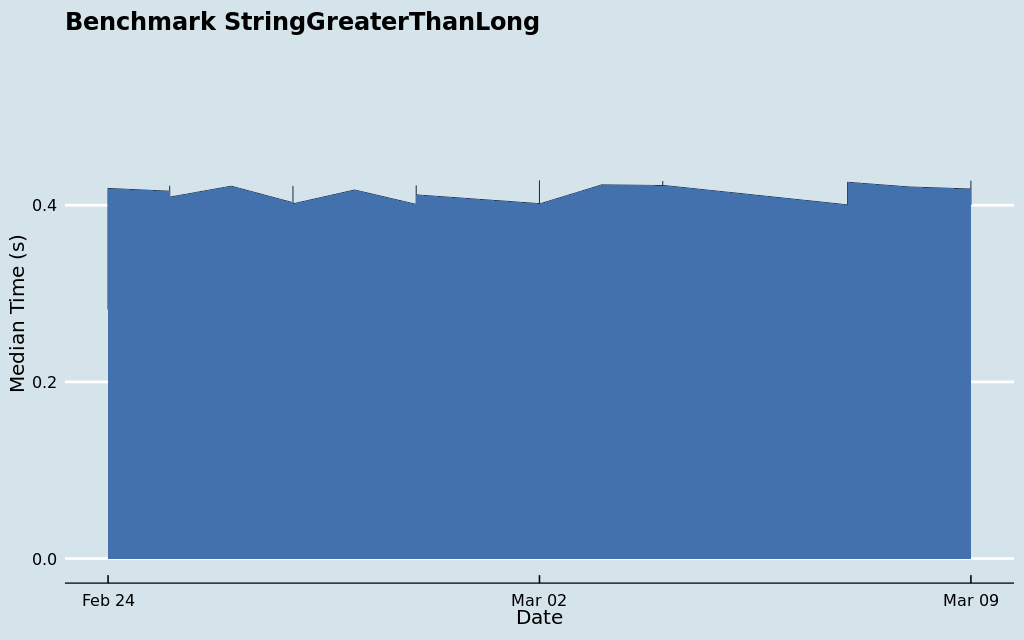 Benchmark StringGreaterThanLong
Median Time (s)
0.4
0.2
0.0
Feb 24
Mar 02
Mar 09
Date